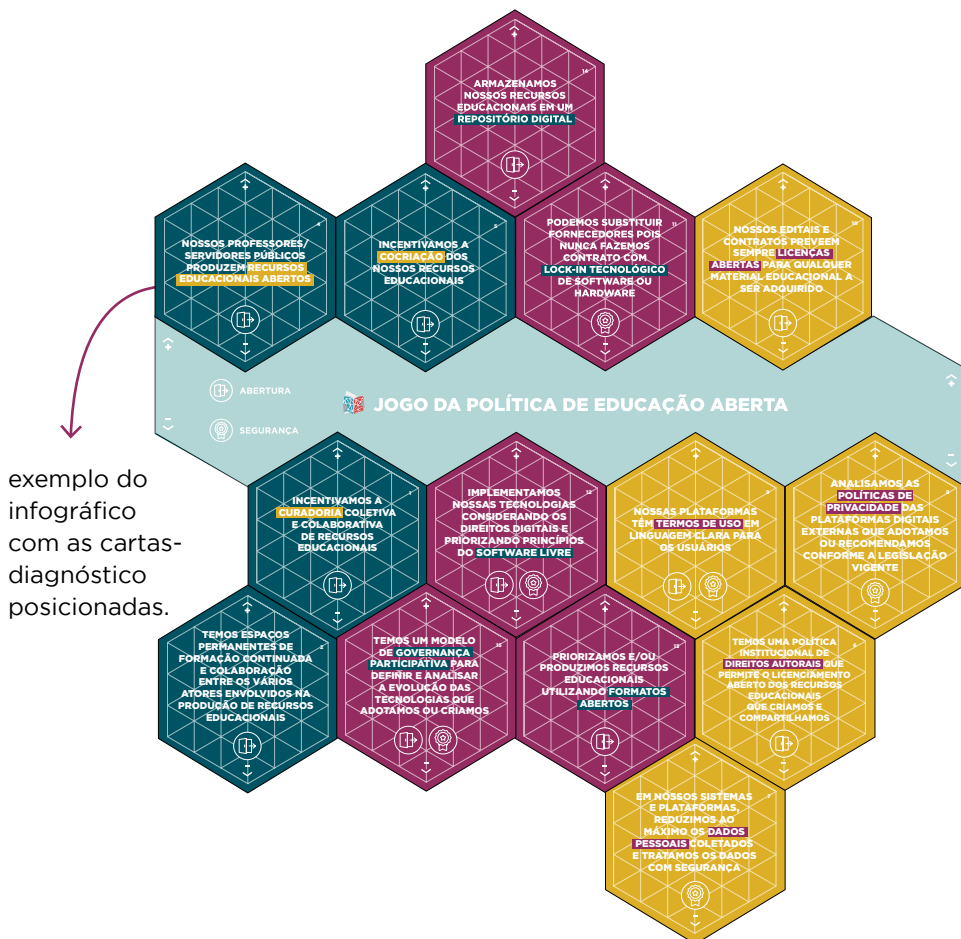 14
ARMAZENAMOS
NOSSOS RECURSOS
EDUCACIONAIS EM UM
REPOSITÓRIO DIGITAL
4
NOSSOS PROFESSORES/
SERVIDORES PÚBLICOS
PRODUZEM RECURSOS
EDUCACIONAIS ABERTOS
INCENTIVAMOS A
COCRIAÇÃO DOS
NOSSOS RECURSOS
EDUCACIONAIS
11
PODEMOS SUBSTITUIR
FORNECEDORES POIS
NUNCA FAZEMOS
CONTRATO COM
LOCK-IN TECNOLÓGICO
DE SOFTWARE OU
HARDWARE
NOSSOS EDITAIS E
CONTRATOS PREVEEM
SEMPRE LICENÇAS
ABERTAS PARA QUALQUER
MATERIAL EDUCACIONAL A
SER ADQUIRIDO
ABERTURA
SEGURANÇA
JOGO DA POLÍTICA DE EDUCAÇÃO ABERTA
exemplo do
infográfico
com as cartas-
diagnóstico
posicionadas.
1
INCENTIVAMOS A
CURADORIA COLETIVA
E COLABORATIVA
DE RECURSOS
EDUCACIONAIS
12
IMPLEMENTAMOS
NOSSAS TECNOLOGIAS
CONSIDERANDO OS
DIREITOS DIGITAIS E
PRIORIZANDO PRINCÍPIOS
DO SOFTWARE LIVRE
NOSSAS PLATAFORMAS
TÊM TERMOS DE USO EM
LINGUAGEM CLARA PARA
OS USUÁRIOS
ANALISAMOS AS
POLÍTICAS DE
PRIVACIDADE DAS
PLATAFORMAS DIGITAIS
EXTERNAS QUE ADOTAMOS
OU RECOMENDAMOS
CONFORME A LEGISLAÇÃO
VIGENTE
2
TEMOS ESPAÇOS
PERMANENTES DE
FORMAÇÃO CONTINUADA
E COLABORAÇÃO
ENTRE OS VÁRIOS
ATORES ENVOLVIDOS NA
PRODUÇÃO DE RECURSOS
EDUCACIONAIS
TEMOS UM MODELO
DE GOVERNANÇA
PARTICIPATIVA PARA
DEFINIR E ANALISAR
A EVOLUÇÃO DAS
TECNOLOGIAS QUE
ADOTAMOS OU CRIAMOS
PRIORIZAMOS E/OU
PRODUZIMOS RECURSOS
EDUCACIONAIS
UTILIZANDO FORMATOS
ABERTOS
TEMOS UMA POLÍTICA
INSTITUCIONAL DE
DIREITOS AUTORAIS QUE
PERMITE O LICENCIAMENTO
ABERTO DOS RECURSOS
EDUCACIONAIS
QUE CRIAMOS E
COMPARTILHAMOS
7
EM NOSSOS SISTEMAS
E PLATAFORMAS,
REDUZIMOS AO
MÁXIMO OS DADOS
PESSOAIS COLETADOS
E TRATAMOS OS DADOS
COM SEGURANÇA